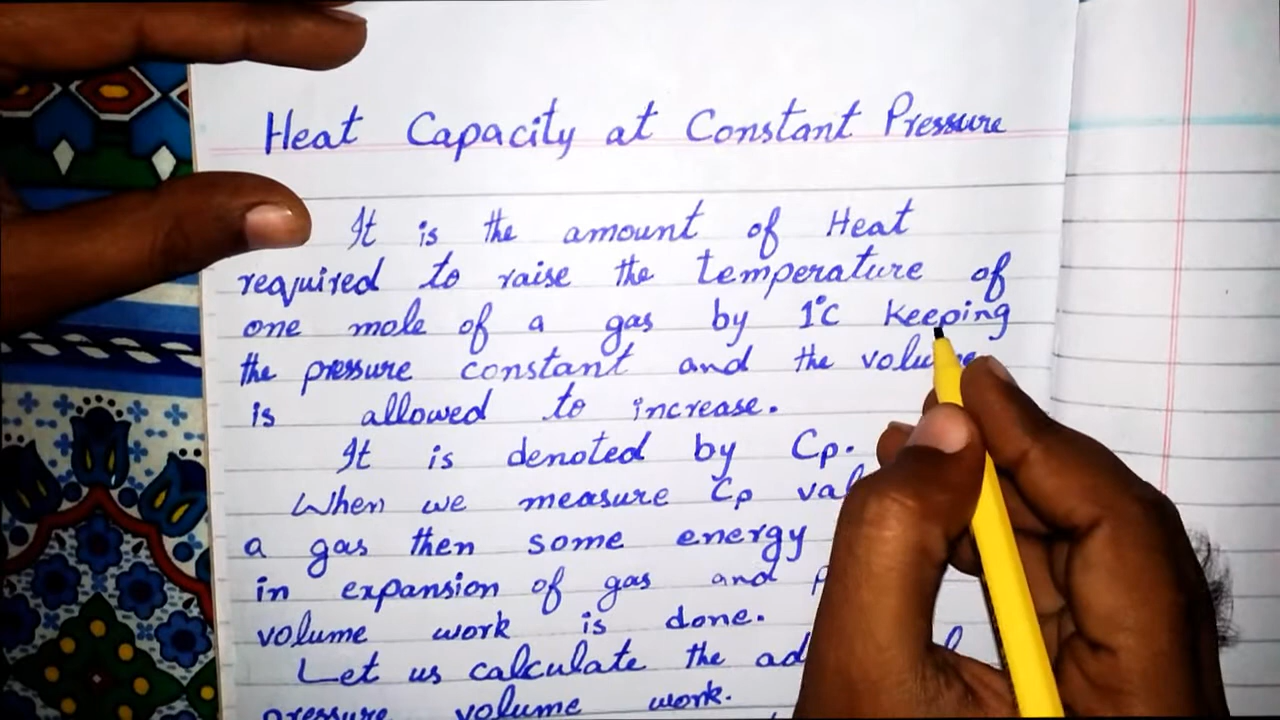 Heat Capacity at Constant Pressure
It is the amount of Heat
required to raise the temperature of
one mole of a gas by 1°C keeping
the pressure constant and the volume
is allowed to increase.
It is denoted by Cp.
When we measure Cp
a gas then some energy
in expansion of gas and
volume work is done.
Let us calculate the
pressure volume work.